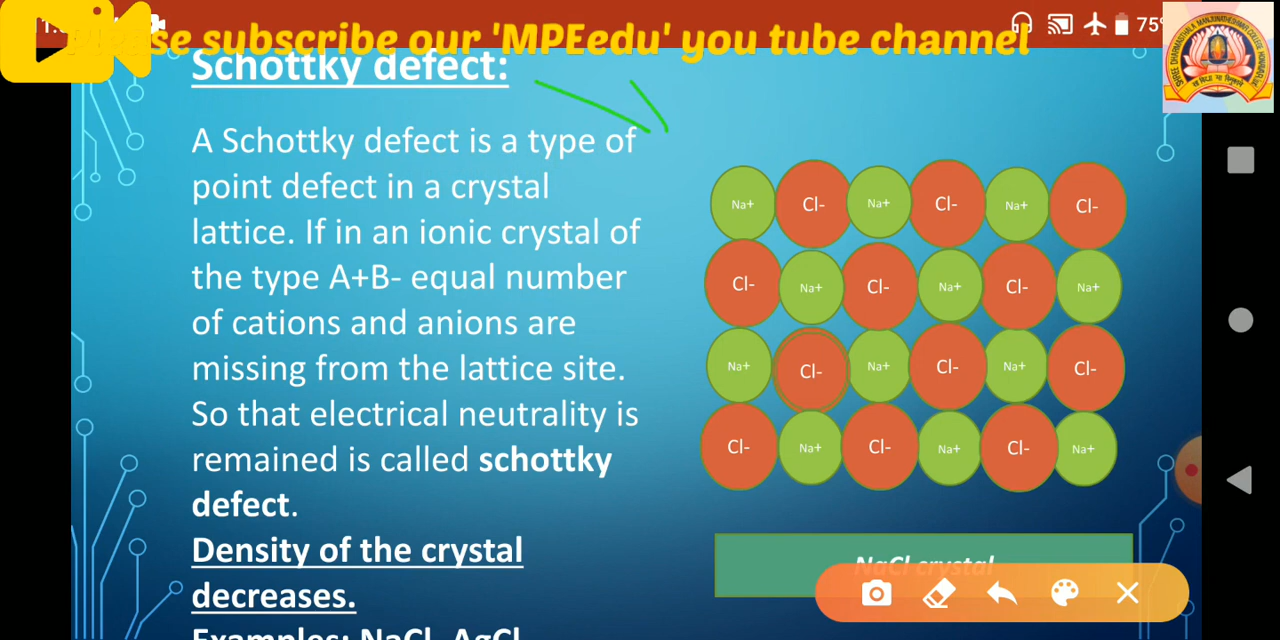 se subscribe our 'MPEedu' you tube channel
75%
Schottky defect:
A Schottky defect is a type of
point defect in a crystal
lattice. If in an ionic crystal of
the type A+B- equal number
of cations and anions are
missing from the lattice site.
So that electrical neutrality is
remained is called schottky
defect.
Density of the crystal
decreases.
Examples: NaCl, AgCl
Na+ Cl- Na+ Cl- Na+ Cl-
Cl- Na+ Cl- Na+ Cl- Na+
Na+ Cl- Na+ Cl- Na+ Cl-
Cl- Na+ Cl- Na+ Cl- Na+
NaCl crystal